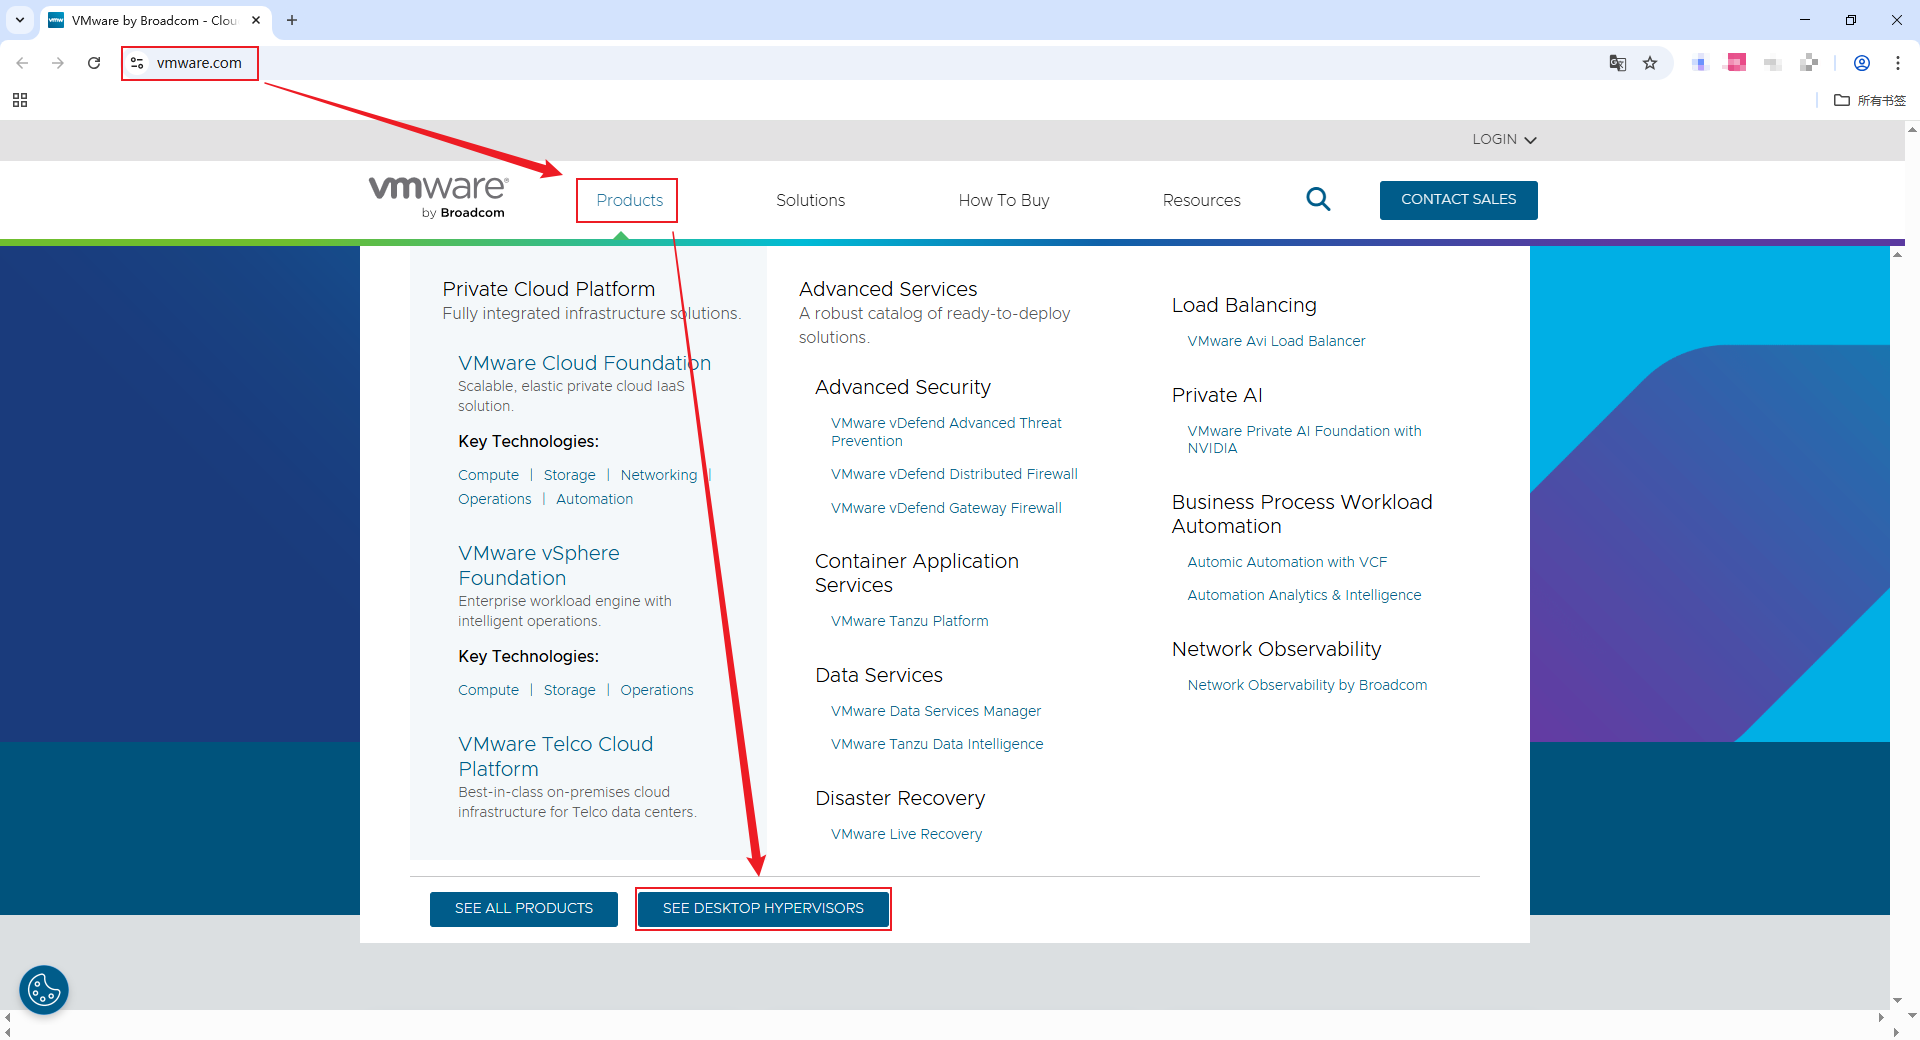 VMware by Broadcom - Clou
vmware.com
所有书签
LOGIN
vmware®
by Broadcom
Products
Solutions
How To Buy
Resources
CONTACT SALES
Private Cloud Platform
Fully integrated infrastructure solutions.
VMware Cloud Foundation
Scalable, elastic private cloud IaaS
solution.
Key Technologies:
Compute | Storage | Networking |
Operations | Automation
VMware vSphere
Foundation
Enterprise workload engine with
intelligent operations.
Key Technologies:
Compute | Storage | Operations
VMware Telco Cloud
Platform
Best-in-class on-premises cloud
infrastructure for Telco data centers.
Advanced Services
A robust catalog of ready-to-deploy
solutions.
Advanced Security
VMware vDefend Advanced Threat
Prevention
VMware vDefend Distributed Firewall
VMware vDefend Gateway Firewall
Container Application
Services
VMware Tanzu Platform
Data Services
VMware Data Services Manager
VMware Tanzu Data Intelligence
Disaster Recovery
VMware Live Recovery
Load Balancing
VMware Avi Load Balancer
Private AI
VMware Private AI Foundation with
NVIDIA
Business Process Workload
Automation
Automic Automation with VCF
Automation Analytics & Intelligence
Network Observability
Network Observability by Broadcom
SEE ALL PRODUCTS
SEE DESKTOP HYPERVISORS